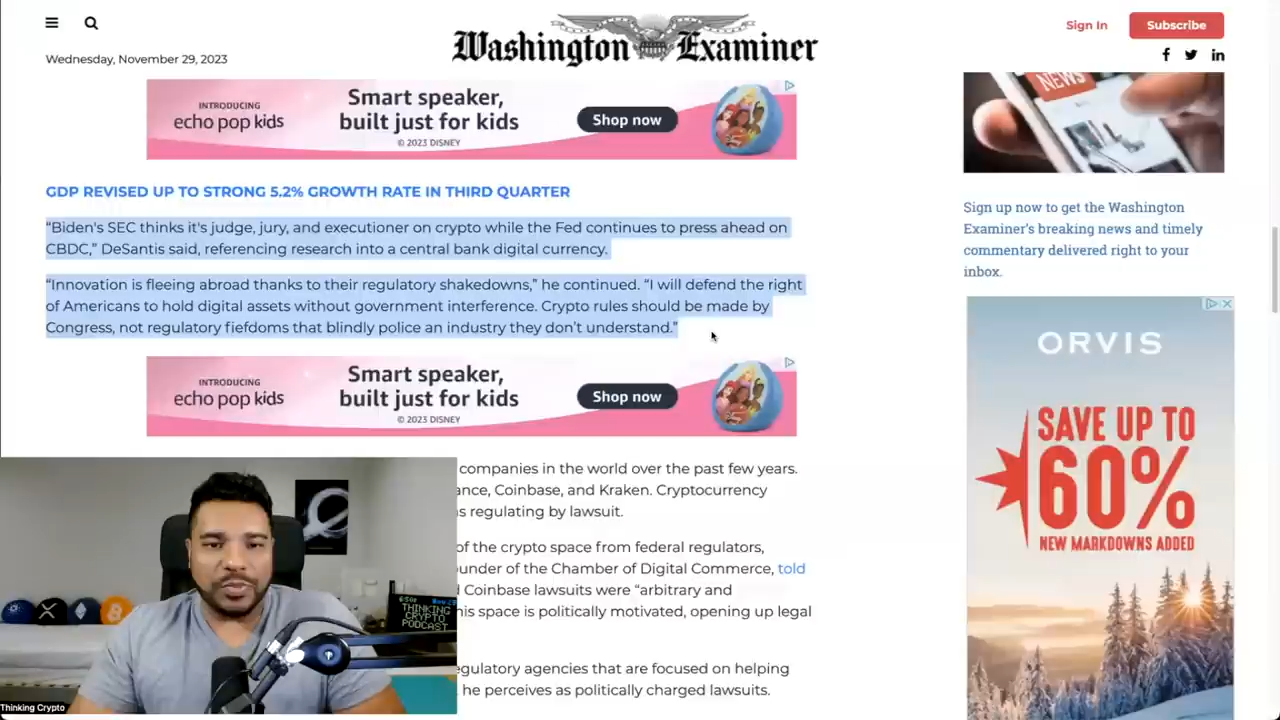 Washington Examiner
Sign In
Subscribe
Wednesday, November 29, 2023
INTRODUCING
echo pop kids
Smart speaker,
built just for kids
© 2023 DISNEY
Shop now
NEWS
GDP REVISED UP TO STRONG 5.2% GROWTH RATE IN THIRD QUARTER
“Biden's SEC thinks it's judge, jury, and executioner on crypto while the Fed continues to press ahead on
CBDC,” DeSantis said, referencing research into a central bank digital currency.
“Innovation is fleeing abroad thanks to their regulatory shakedowns,” he continued. “I will defend the right
of Americans to hold digital assets without government interference. Crypto rules should be made by
Congress, not regulatory fiefdoms that blindly police an industry they don’t understand.”
INTRODUCING
echo pop kids
Smart speaker,
built just for kids
© 2023 DISNEY
Shop now
companies in the world over the past few years.
ance, Coinbase, and Kraken. Cryptocurrency
s regulating by lawsuit.
of the crypto space from federal regulators,
ounder of the Chamber of Digital Commerce, told
d Coinbase lawsuits were “arbitrary and
his space is politically motivated, opening up legal
egulatory agencies that are focused on helping
he perceives as politically charged lawsuits.
Sign up now to get the Washington
Examiner’s breaking news and timely
commentary delivered right to your
inbox.
ORVIS
SAVE UP TO
60%
NEW MARKDOWNS ADDED
THINKING
CRYPTO
PODCAST
Thinking Crypto